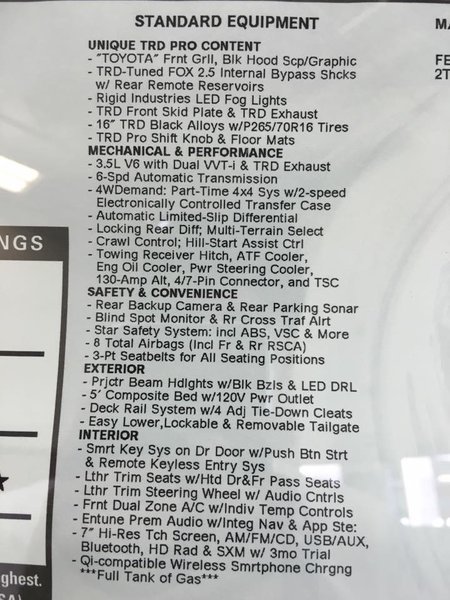 STANDARD EQUIPMENT
UNIQUE TRD PRO CONTENT
- "TOYOTA" Frnt Grll, Blk Hood Scp/Graphic
- TRD-Tuned FOX 2.5 Internal Bypass Shcks
w/ Rear Remote Reservoirs
- Rigid Industries LED Fog Lights
- TRD Front Skid Plate & TRD Exhaust
- 16" TRD Black Alloys w/P265/70R16 Tires
- TRD Pro Shift Knob & Floor Mats
MECHANICAL & PERFORMANCE
- 3.5L V6 with Dual VVT-i & TRD Exhaust
- 6-Spd Automatic Transmission
- 4WDemand: Part-Time 4x4 Sys w/2-speed
Electronically Controlled Transfer Case
- Automatic Limited-Slip Differential
- Locking Rear Diff; Multi-Terrain Select
- Crawl Control; Hill-Start Assist Ctrl
- Towing Receiver Hitch, ATF Cooler,
Eng Oil Cooler, Pwr Steering Cooler,
130-Amp Alt, 4/7-Pin Connector, and TSC
SAFETY & CONVENIENCE
- Rear Backup Camera & Rear Parking Sonar
- Blind Spot Monitor & Rr Cross Traf Alrt
- Star Safety System: incl ABS, VSC & More
- 8 Total Airbags (Incl Fr & Rr RSCA)
- 3-Pt Seatbelts for All Seating Positions
EXTERIOR
- Prjctr Beam Hdlghts w/Blk Bzls & LED DRL
- 5' Composite Bed w/120V Pwr Outlet
- Deck Rail System w/4 Adj Tie-Down Cleats
- Easy Lower,Lockable & Removable Tailgate
INTERIOR
- Smrt Key Sys on Dr Door w/Push Btn Strt
& Remote Keyless Entry Sys
- Lthr Trim Seats w/Htd Dr&Fr Pass Seats
- Lthr Trim Steering Wheel w/ Audio Cntrls
- Frnt Dual Zone A/C w/Indiv Temp Controls
- Entune Prem Audio w/Integ Nav & App Ste:
- 7" Hi-Res Tch Screen, AM/FM/CD, USB/AUX,
Bluetooth, HD Rad & SXM w/ 3mo Trial
- Qi-compatible Wireless Smrtphone Chrgng
***Full Tank of Gas***
MA
FE
2T
NGS
ghest.
SA)